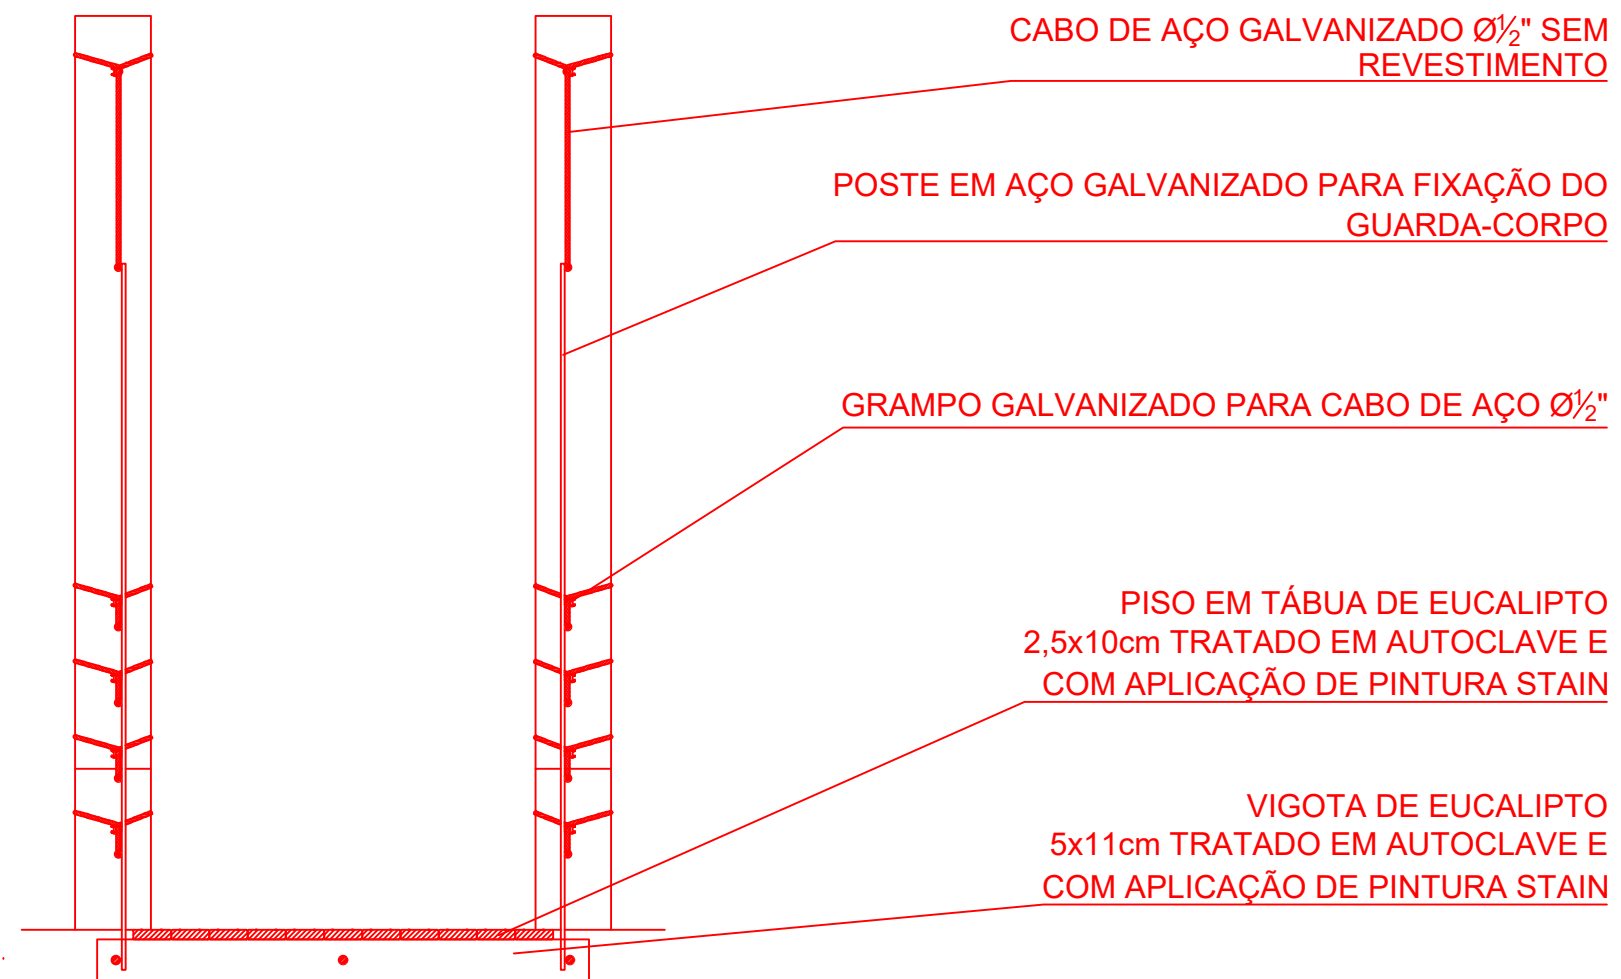 CABO DE AÇO GALVANIZADO Ø½" SEM
REVESTIMENTO
POSTE EM AÇO GALVANIZADO PARA FIXAÇÃO DO
GUARDA-CORPO
GRAMPO GALVANIZADO PARA CABO DE AÇO Ø½"
PISO EM TÁBUA DE EUCALIPTO
2,5x10cm TRATADO EM AUTOCLAVE E
COM APLICAÇÃO DE PINTURA STAIN
VIGOTA DE EUCALIPTO
5x11cm TRATADO EM AUTOCLAVE E
COM APLICAÇÃO DE PINTURA STAIN